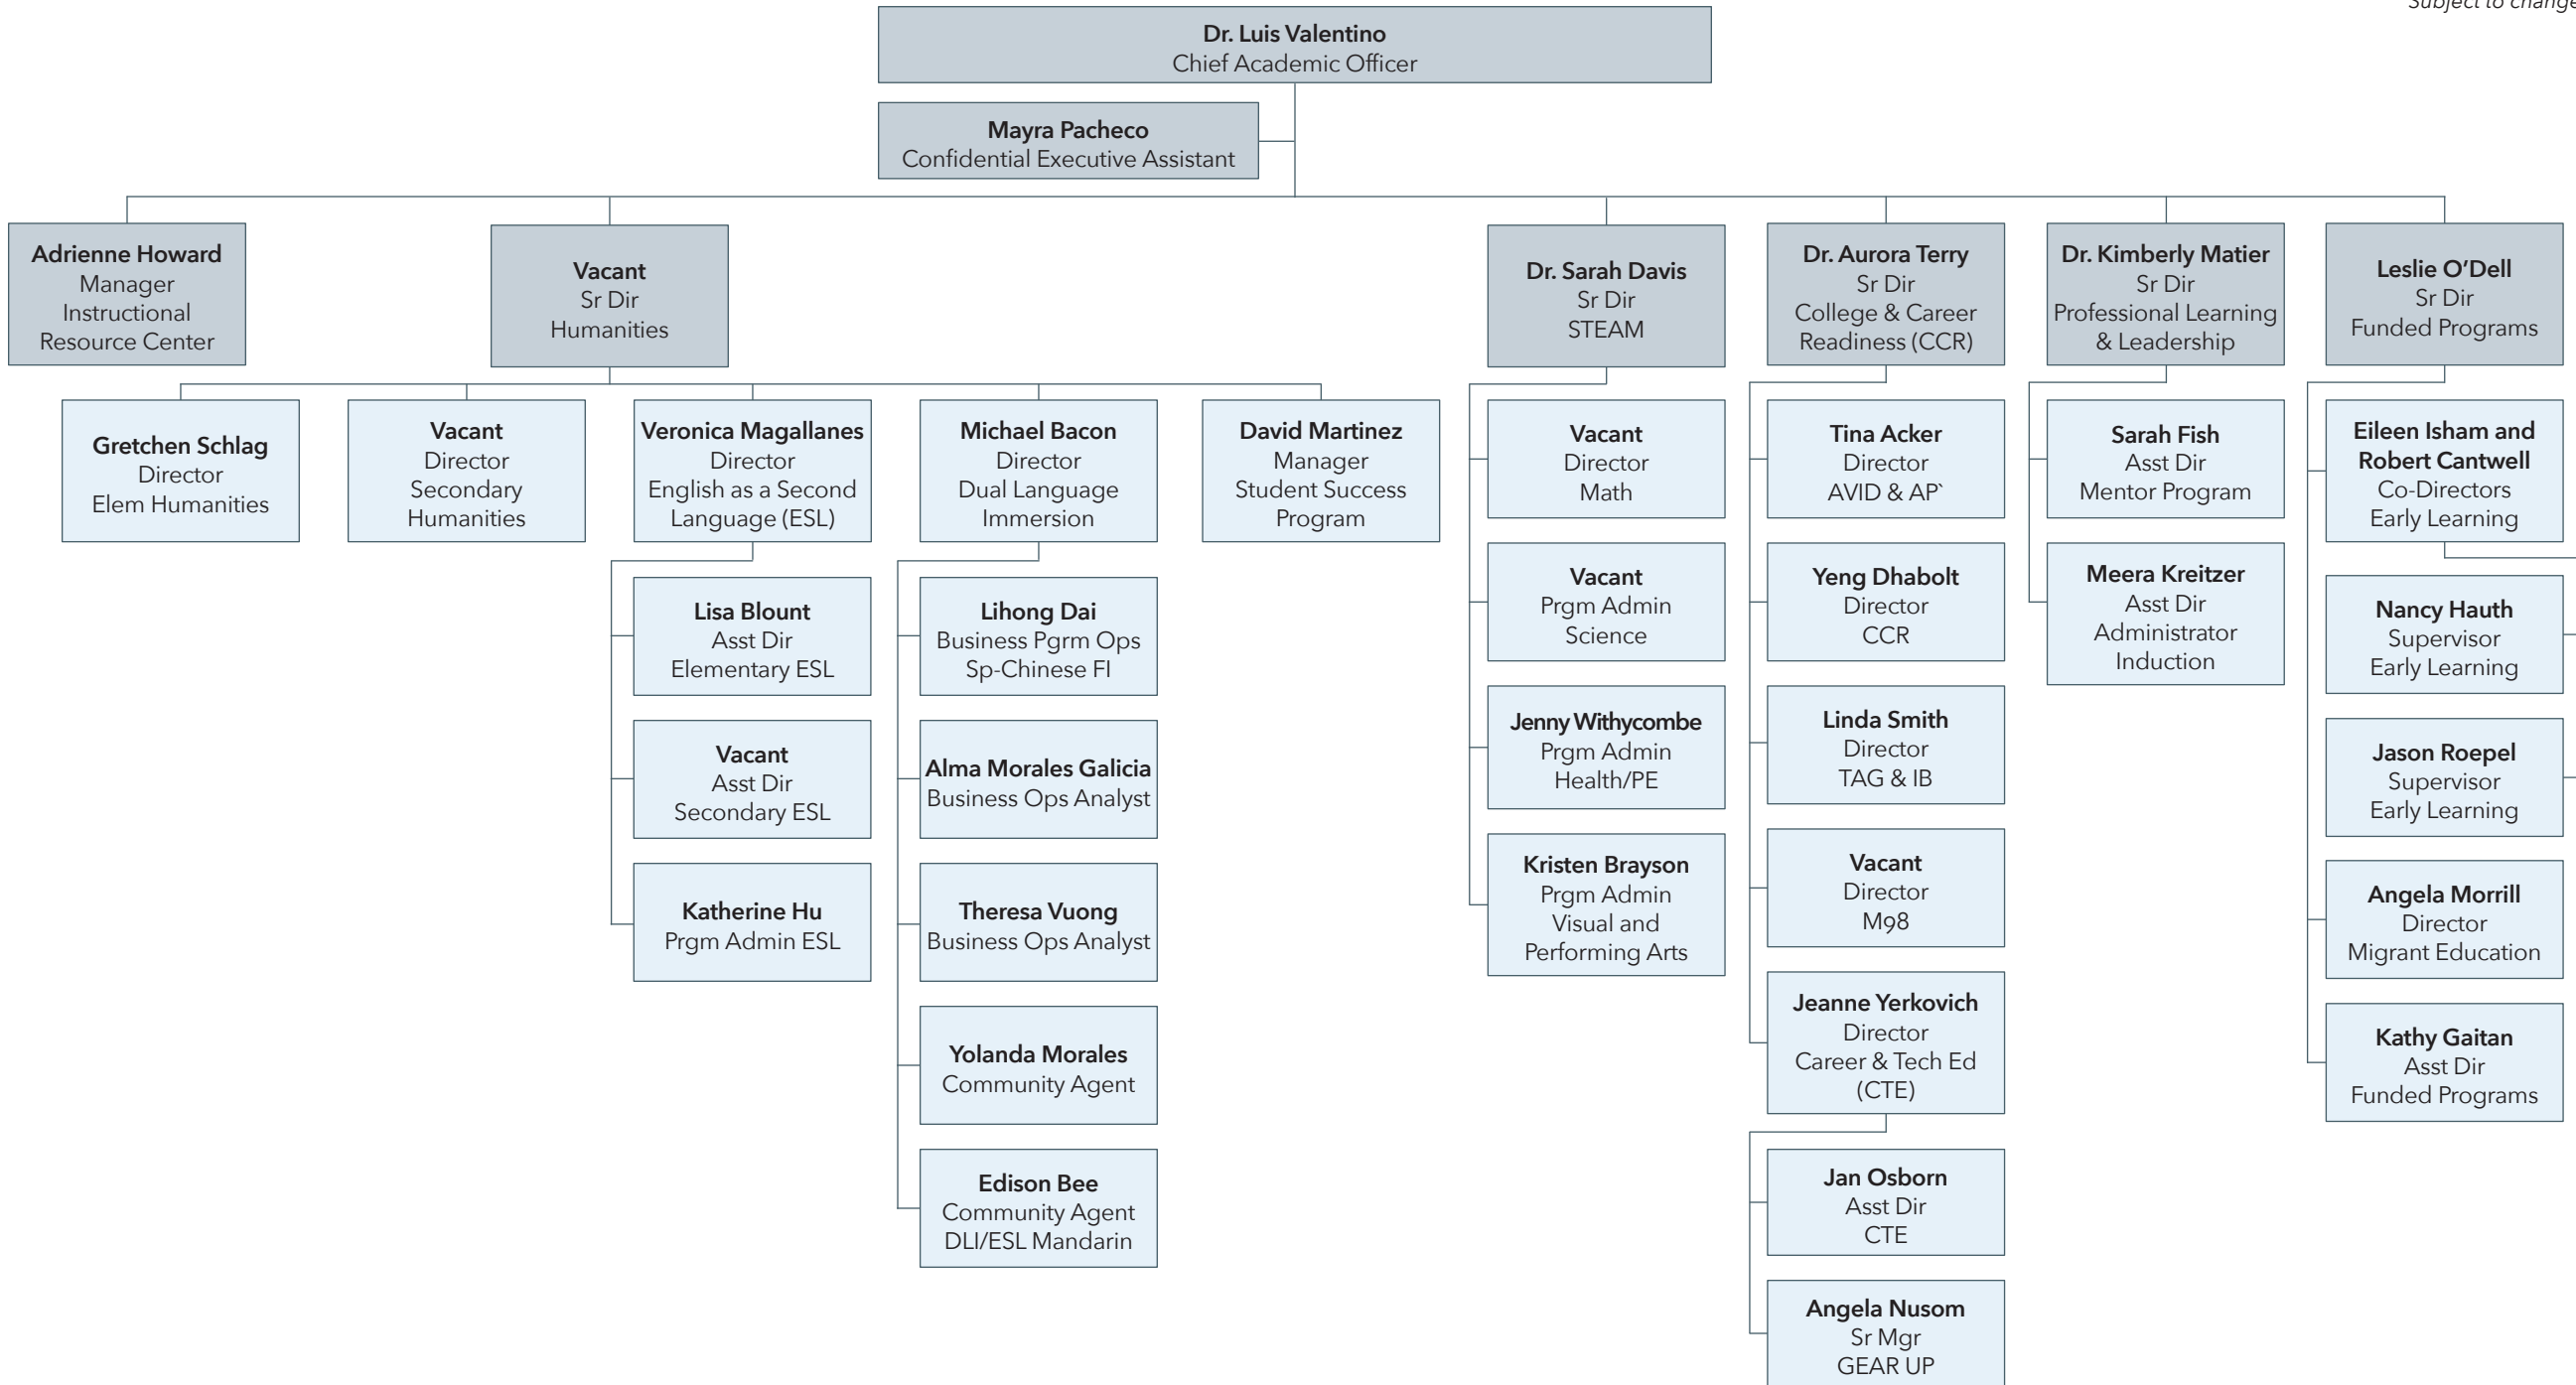 Subject to change
Dr. Luis Valentino
Chief Academic Officer
Mayra Pacheco
Confidential Executive Assistant
Adrienne Howard
Manager
Instructional
Resource Center
Vacant
Sr Dir
Humanities
Dr. Sarah Davis
Sr Dir
STEAM
Dr. Aurora Terry
Sr Dir
College & Career
Readiness (CCR)
Dr. Kimberly Matier
Sr Dir
Professional Learning
& Leadership
Leslie O’Dell
Sr Dir
Funded Programs
Gretchen Schlag
Director
Elem Humanities
Vacant
Director
Secondary
Humanities
Veronica Magallanes
Director
English as a Second
Language (ESL)
Michael Bacon
Director
Dual Language
Immersion
David Martinez
Manager
Student Success
Program
Lisa Blount
Asst Dir
Elementary ESL
Vacant
Asst Dir
Secondary ESL
Katherine Hu
Prgm Admin ESL
Lihong Dai
Business Pgrm Ops
Sp-Chinese FI
Alma Morales Galicia
Business Ops Analyst
Theresa Vuong
Business Ops Analyst
Yolanda Morales
Community Agent
Edison Bee
Community Agent
DLI/ESL Mandarin
Vacant
Director
Math
Vacant
Prgm Admin
Science
Jenny Withycombe
Prgm Admin
Health/PE
Kristen Brayson
Prgm Admin
Visual and
Performing Arts
Tina Acker
Director
AVID & AP`
Yeng Dhabolt
Director
CCR
Linda Smith
Director
TAG & IB
Vacant
Director
M98
Jeanne Yerkovich
Director
Career & Tech Ed
(CTE)
Jan Osborn
Asst Dir
CTE
Angela Nusom
Sr Mgr
GEAR UP
Sarah Fish
Asst Dir
Mentor Program
Meera Kreitzer
Asst Dir
Administrator
Induction
Eileen Isham and
Robert Cantwell
Co-Directors
Early Learning
Nancy Hauth
Supervisor
Early Learning
Jason Roepel
Supervisor
Early Learning
Angela Morrill
Director
Migrant Education
Kathy Gaitan
Asst Dir
Funded Programs